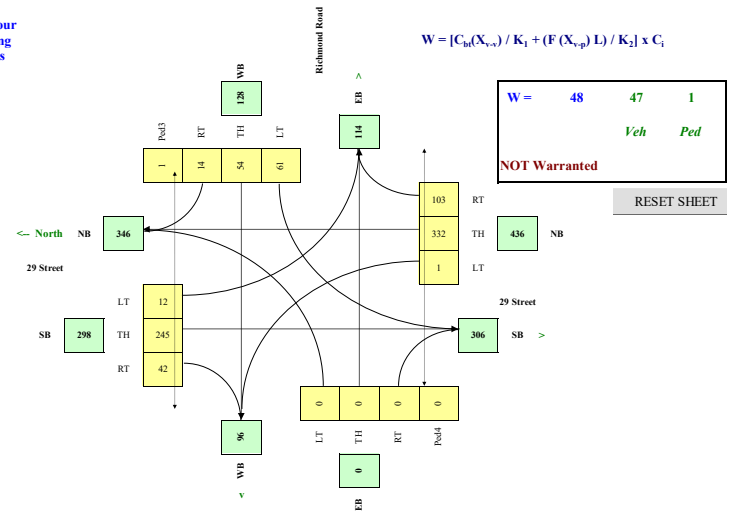 our
ng
s
Richmond Road
W = [Cbt(Xv-v) / K1 + (F (Xv-p) L) / K2] x Ci
WB
128
^
EB
114
W = 48 47 1
Veh Ped
NOT Warranted
RESET SHEET
Ped3 RT TH LT
1 14 54 61
103 RT
332 TH
1 LT
<-- North NB 346
436 NB
29 Street
29 Street
LT 12
SB 298 TH 245
RT 42
306 SB >
0 0 0 0
LT TH RT Ped4
96
WB
v
0
EB